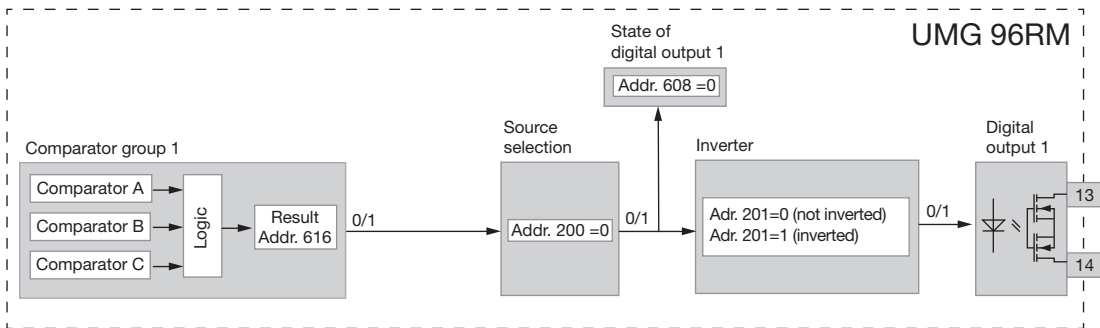 UMG 96RM
State of
digital output 1
Addr. 608 =0
Comparator group 1
Comparator A
Comparator B
Comparator C
Logic
Result
Addr. 616
0/1
Source
selection
Addr. 200 =0
0/1
Inverter
Adr. 201=0 (not inverted)
Adr. 201=1 (inverted)
0/1
Digital
output 1
13
14